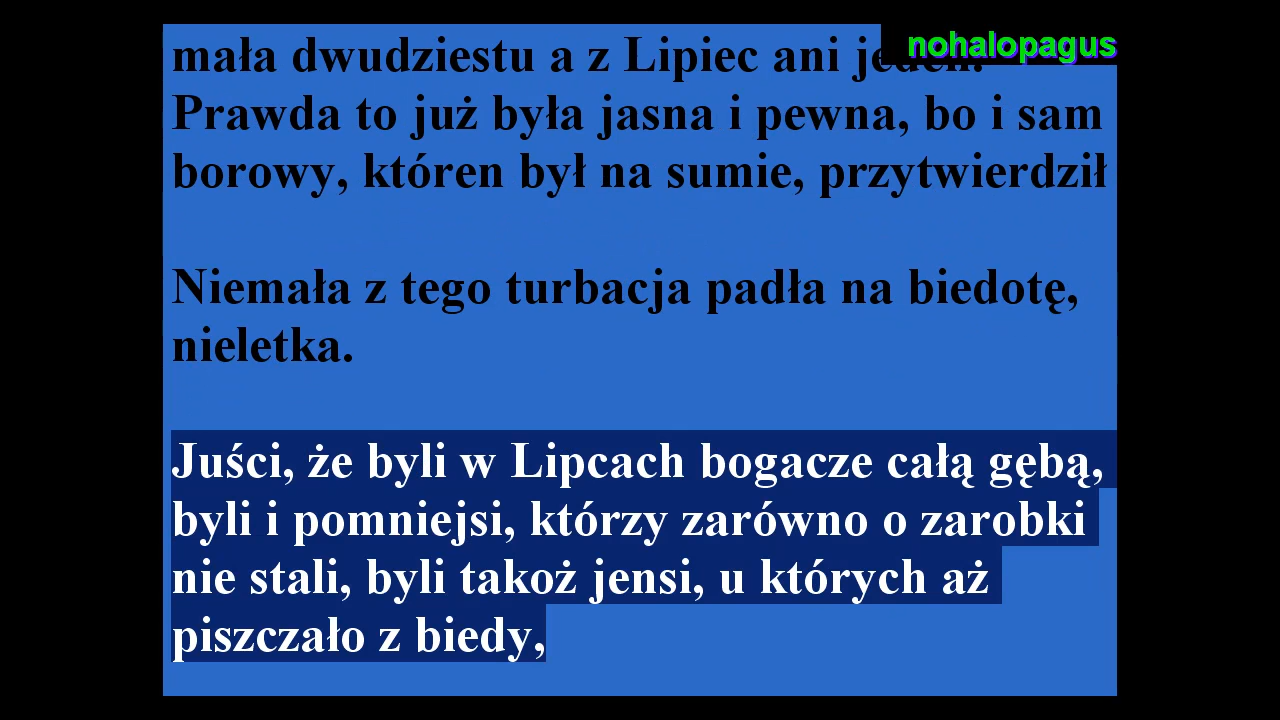 mała dwudziestu a z Lipiec ani jeden.
nohalopagus
Prawda to już była jasna i pewna, bo i sam
borowy, któren był na sumie, przytwierdził
Niemała z tego turbacja padła na biedotę,
nieletka.
Juści, że byli w Lipcach bogacze całą gębą,
byli i pomniejsi, którzy zarówno o zarobki
nie stali, byli takoż jensi, u których aż
piszczało z biedy,